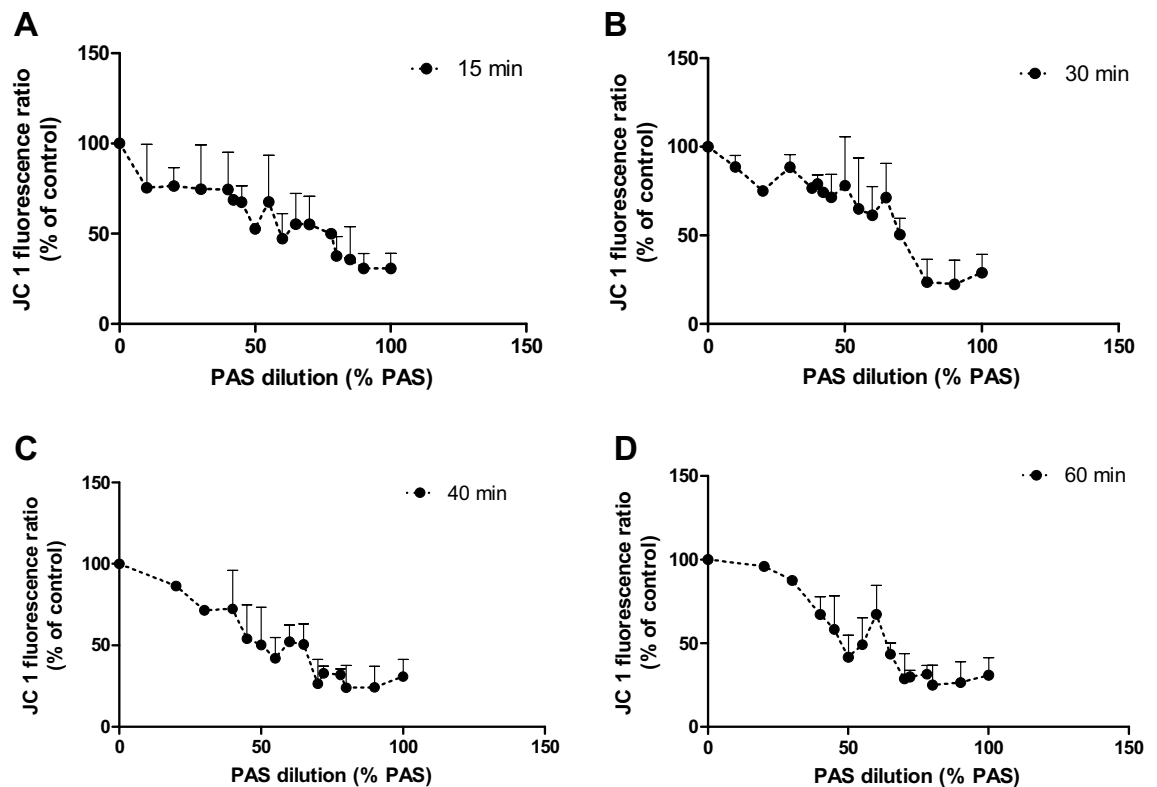 A
JC 1 fluorescence ratio
(% of control)
150
100
50
0
0 50 100 150
PAS dilution (% PAS)
15 min
B
JC 1 fluorescence ratio
(% of control)
150
100
50
0
0 50 100 150
PAS dilution (% PAS)
30 min
C
JC 1 fluorescence ratio
(% of control)
150
100
50
0
0 50 100 150
PAS dilution (% PAS)
40 min
D
JC 1 fluorescence ratio
(% of control)
150
100
50
0
0 50 100 150
PAS dilution (% PAS)
60 min